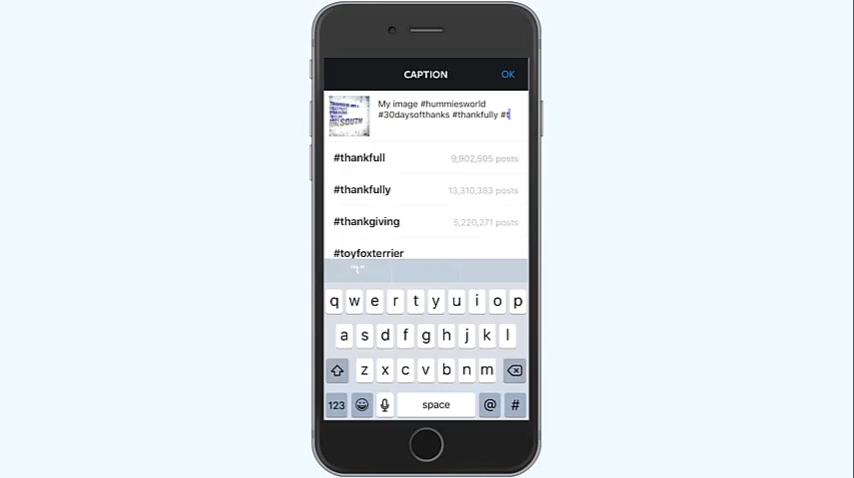 CAPTION OK
SOUTH
My image #hummiesworld
#30daysofthanks #thankfully #t
#thankfull 9,902,505 posts
#thankfully 13,310,383 posts
#thankgiving 5,220,271 posts
#toyfoxterrier
"t"
q w e r t y u i o p
a s d f g h j k l
z x c v b n m
123 space @ #